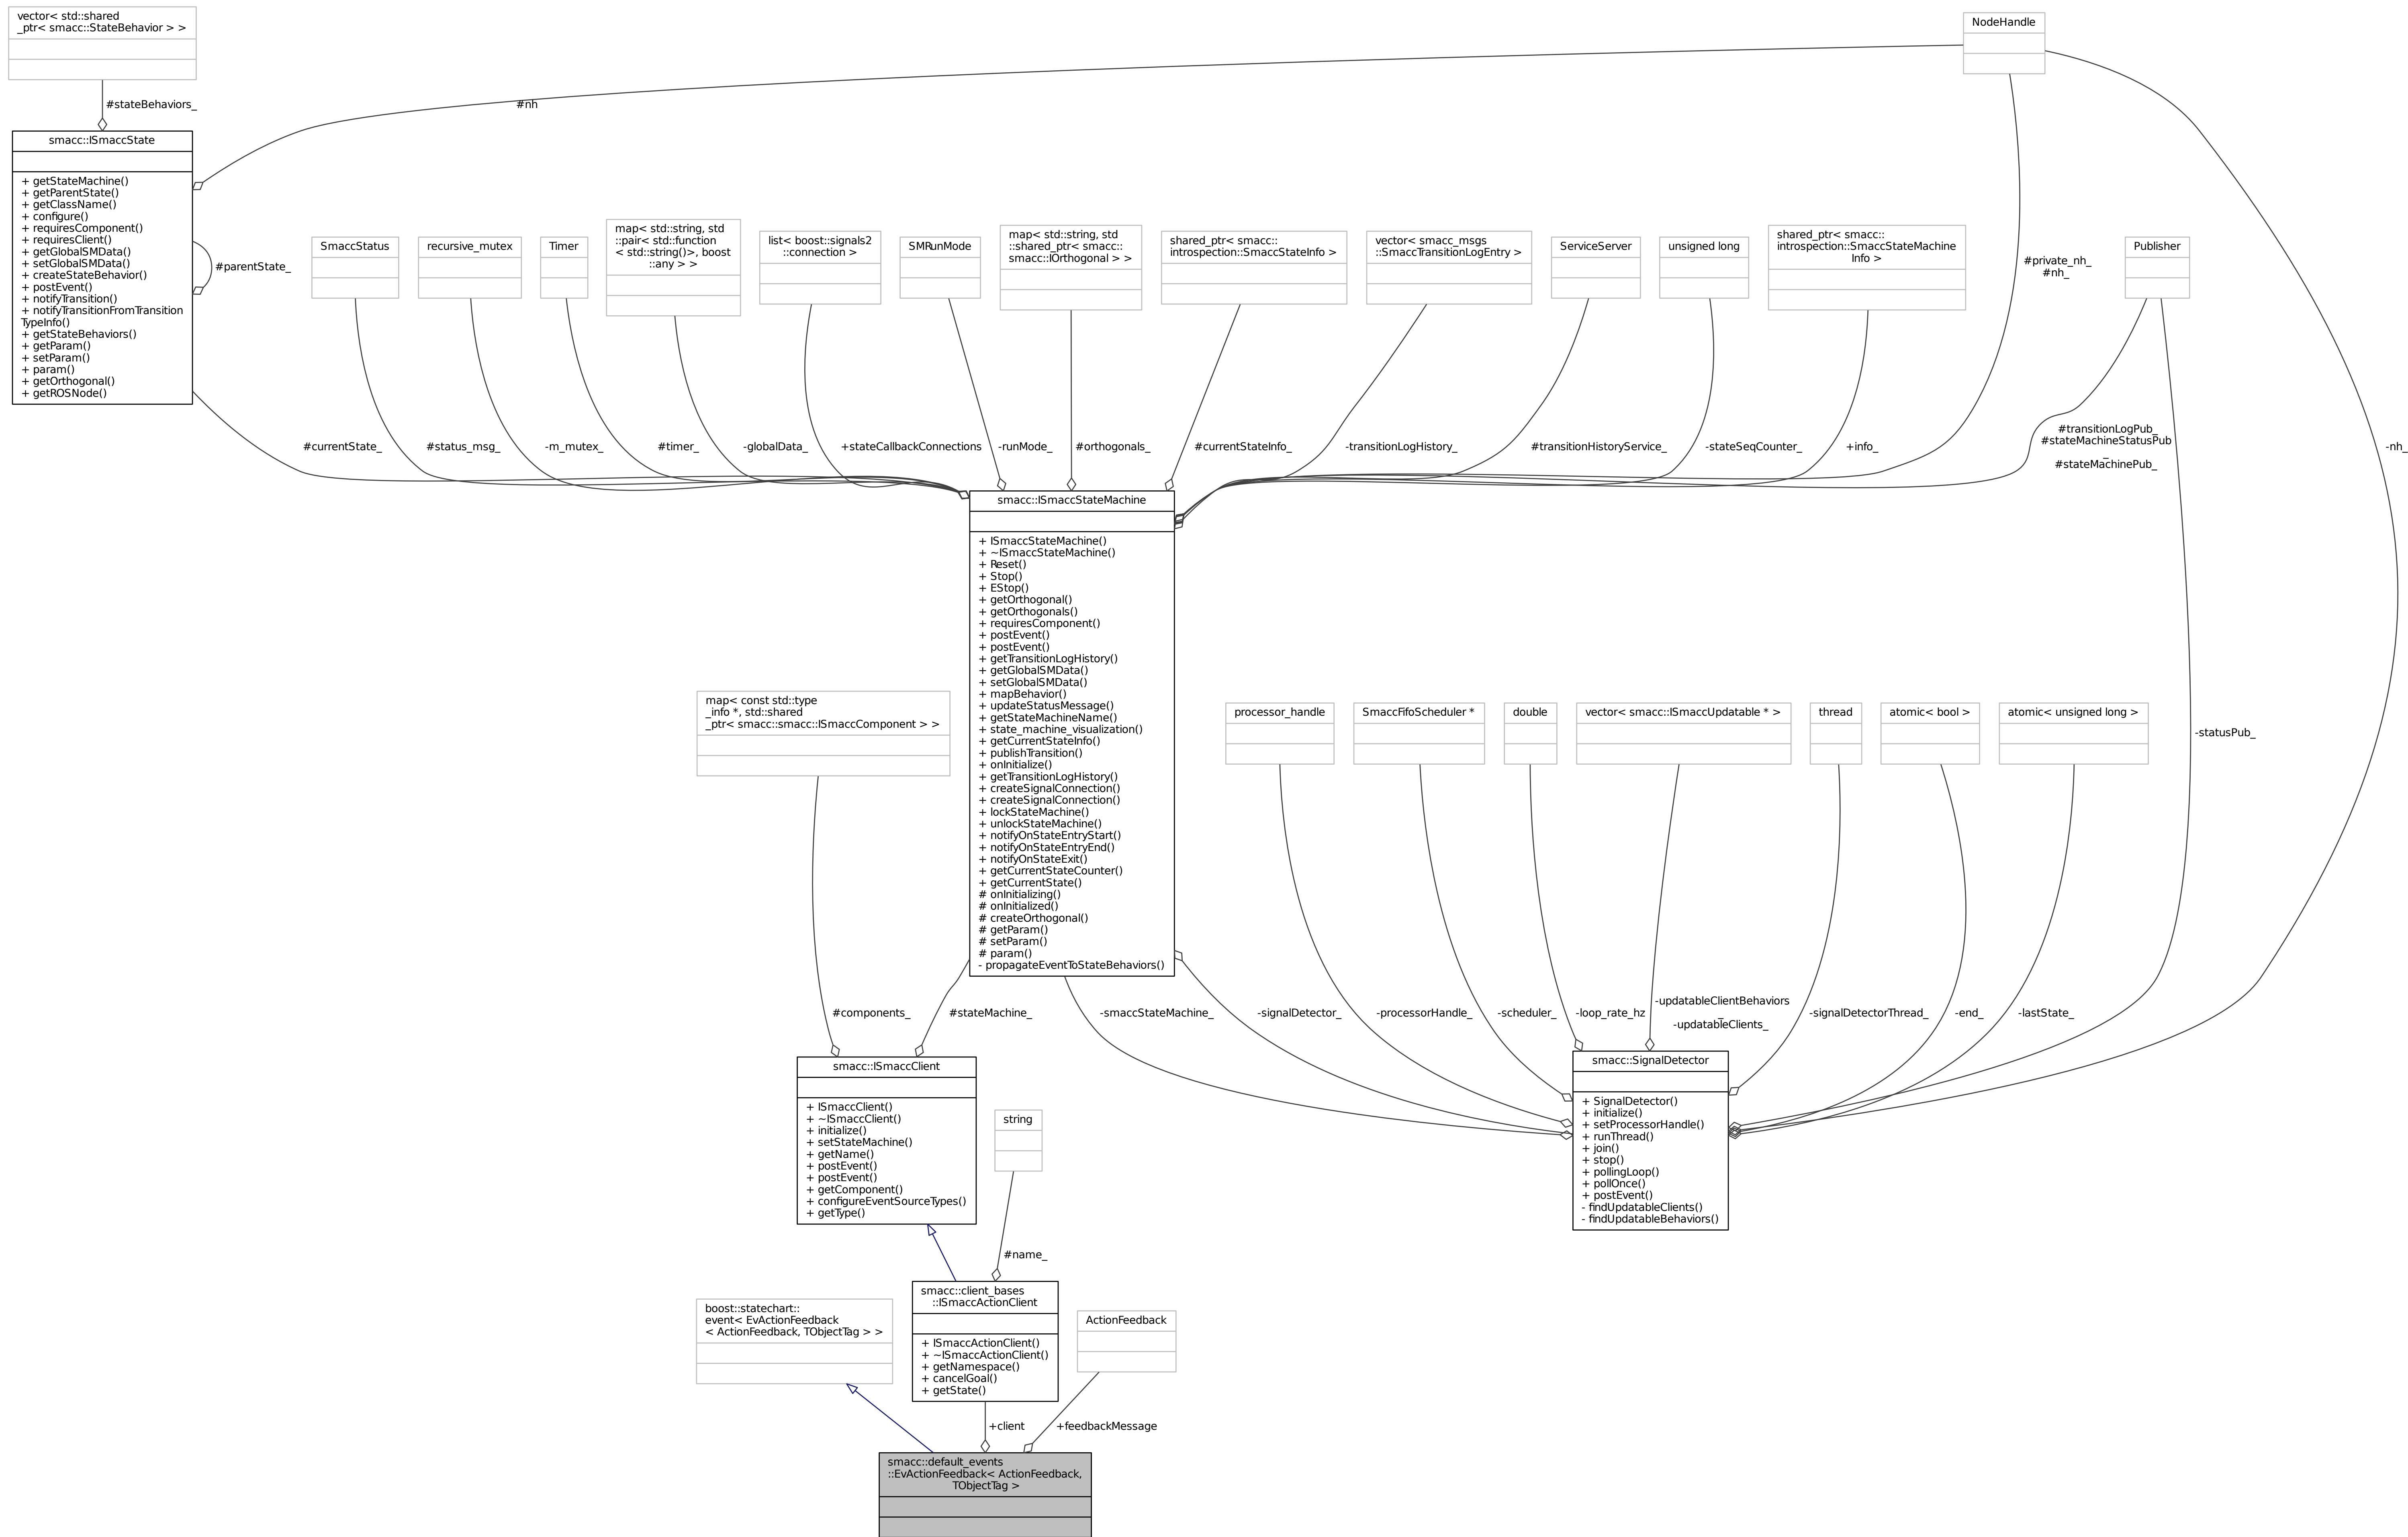 vector< std::shared
_ptr< smacc::StateBehavior > >
NodeHandle
#stateBehaviors_
#nh
smacc::ISmaccState
+ getStateMachine()
+ getParentState()
+ getClassName()
+ configure()
+ requiresComponent()
+ requiresClient()
+ getGlobalSMData()
+ setGlobalSMData()
+ createStateBehavior()
+ postEvent()
+ notifyTransition()
+ notifyTransitionFromTransition
TypeInfo()
+ getStateBehaviors()
+ getParam()
+ setParam()
+ param()
+ getOrthogonal()
+ getROSNode()
#parentState_
SmaccStatus
recursive_mutex
Timer
map< std::string, std
::pair< std::function
< std::string()>, boost
::any > >
list< boost::signals2
::connection >
SMRunMode
map< std::string, std
::shared_ptr< smacc::
smacc::IOrthogonal > >
shared_ptr< smacc::
introspection::SmaccStateInfo >
vector< smacc_msgs
::SmaccTransitionLogEntry >
ServiceServer
unsigned long
shared_ptr< smacc::
introspection::SmaccStateMachine
Info >
#private_nh_
#nh_
Publisher
#currentState_
#status_msg_
-m_mutex_
#timer_
-globalData_
+stateCallbackConnections
-runMode_
#orthogonals_
#currentStateInfo_
-transitionLogHistory_
#transitionHistoryService_
-stateSeqCounter_
+info_
#transitionLogPub_
#stateMachineStatusPub
_
#stateMachinePub_
-nh_
smacc::ISmaccStateMachine
+ ISmaccStateMachine()
+ ~ISmaccStateMachine()
+ Reset()
+ Stop()
+ EStop()
+ getOrthogonal()
+ getOrthogonals()
+ requiresComponent()
+ postEvent()
+ postEvent()
+ getTransitionLogHistory()
+ getGlobalSMData()
+ setGlobalSMData()
+ mapBehavior()
+ updateStatusMessage()
+ getStateMachineName()
+ state_machine_visualization()
+ getCurrentStateInfo()
+ publishTransition()
+ onInitialize()
+ getTransitionLogHistory()
+ createSignalConnection()
+ createSignalConnection()
+ lockStateMachine()
+ unlockStateMachine()
+ notifyOnStateEntryStart()
+ notifyOnStateEntryEnd()
+ notifyOnStateExit()
+ getCurrentStateCounter()
+ getCurrentState()
# onInitializing()
# onInitialized()
# createOrthogonal()
# getParam()
# setParam()
# param()
- propagateEventToStateBehaviors()
map< const std::type
_info *, std::shared
_ptr< smacc::smacc::ISmaccComponent > >
processor_handle
SmaccFifoScheduler *
double
vector< smacc::ISmaccUpdatable * >
thread
atomic< bool >
atomic< unsigned long >
-statusPub_
#components_
#stateMachine_
-smaccStateMachine_
-signalDetector_
-processorHandle_
-scheduler_
-loop_rate_hz
-updatableClientBehaviors
_
-updatableClients_
-signalDetectorThread_
-end_
-lastState_
smacc::ISmaccClient
+ ISmaccClient()
+ ~ISmaccClient()
+ initialize()
+ setStateMachine()
+ getName()
+ postEvent()
+ postEvent()
+ getComponent()
+ configureEventSourceTypes()
+ getType()
smacc::SignalDetector
+ SignalDetector()
+ initialize()
+ setProcessorHandle()
+ runThread()
+ join()
+ stop()
+ pollingLoop()
+ pollOnce()
+ postEvent()
- findUpdatableClients()
- findUpdatableBehaviors()
string
#name_
boost::statechart::
event< EvActionFeedback
< ActionFeedback, TObjectTag > >
smacc::client_bases
::ISmaccActionClient
+ ISmaccActionClient()
+ ~ISmaccActionClient()
+ getNamespace()
+ cancelGoal()
+ getState()
ActionFeedback
+client
+feedbackMessage
smacc::default_events
::EvActionFeedback< ActionFeedback,
TObjectTag >